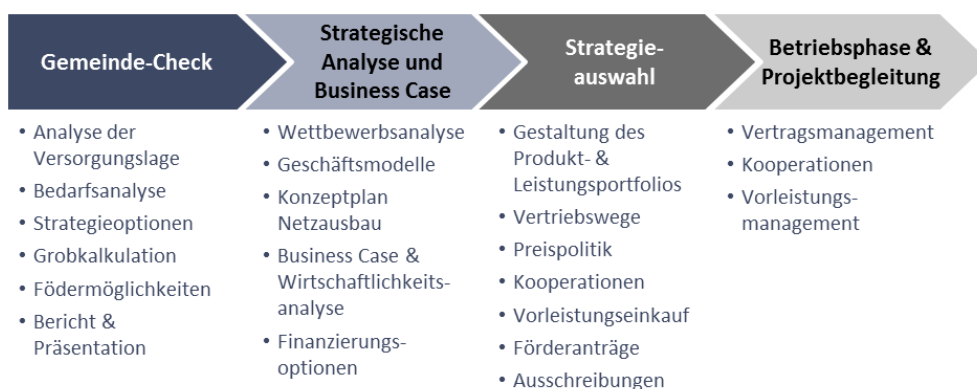 Gemeinde-Check
Strategische
Analyse und
Business Case
Strategie-
auswahl
Betriebsphase &
Projektbegleitung
• Analyse der
Versorgungslage
• Bedarfsanalyse
• Strategieoptionen
• Grobkalkulation
• Födermöglichkeiten
• Bericht &
Präsentation
• Wettbewerbsanalyse
• Geschäftsmodelle
• Konzeptplan
Netzausbau
• Business Case &
Wirtschaftlichkeits-
analyse
• Finanzierungs-
optionen
• Gestaltung des
Produkt- &
Leistungsportfolios
• Vertriebswege
• Preispolitik
• Kooperationen
• Vorleistungseinkauf
• Förderanträge
• Ausschreibungen
• Vertragsmanagement
• Kooperationen
• Vorleistungs-
management